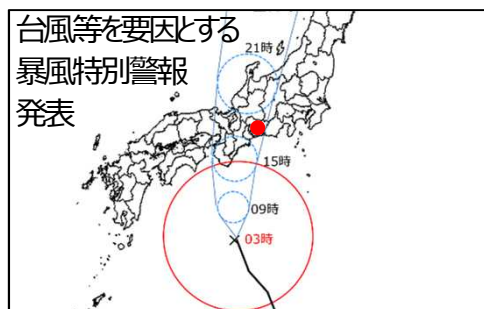 台風等を要因とする
暴風特別警報
発表
21時
15時
09時
03時